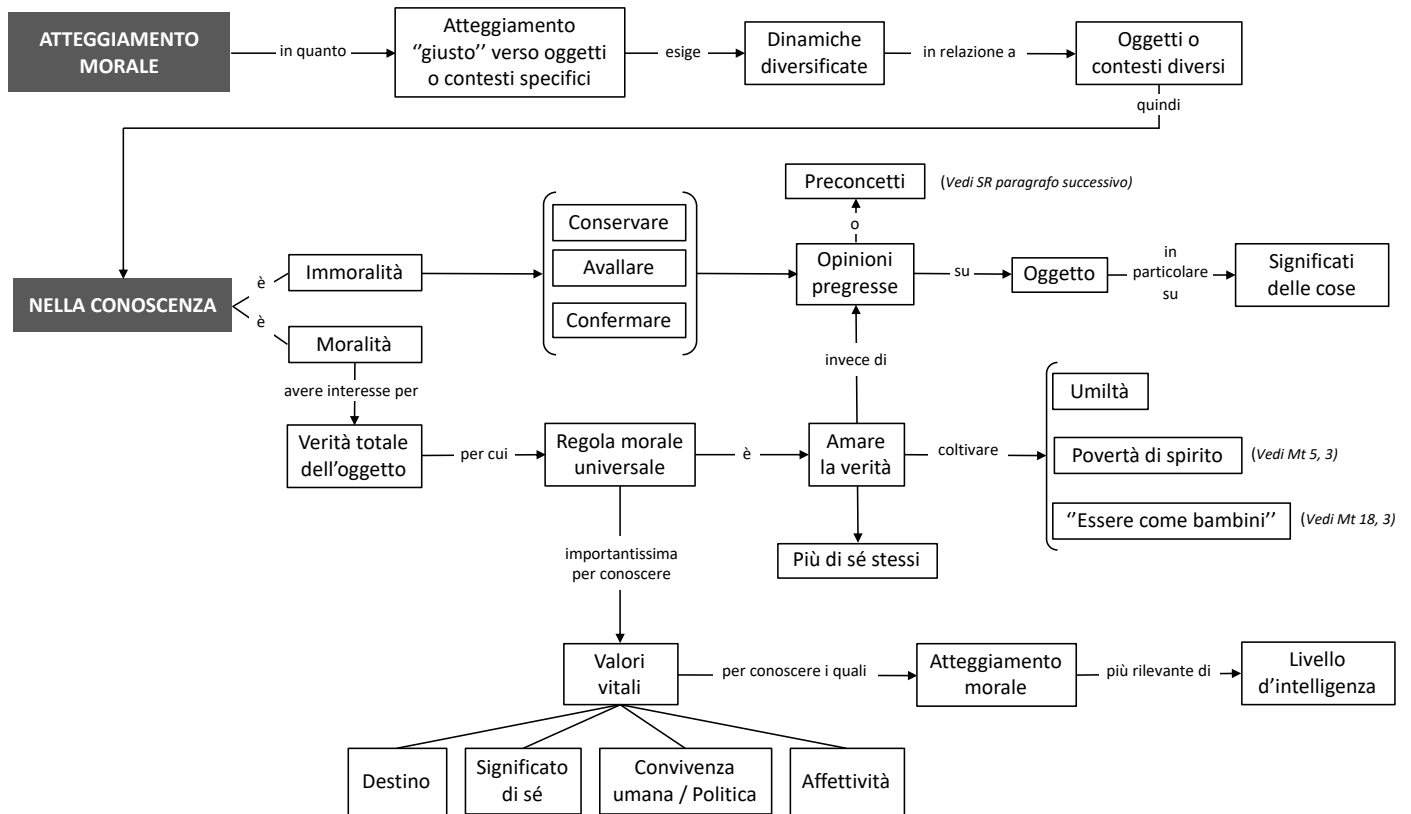 ATTEGGIAMENTO
MORALE
in quanto
Atteggiamento
‘’giusto’’ verso oggetti
o contesti specifici
esige
Dinamiche
diversificate
in relazione a
Oggetti o
contesti diversi
quindi
Preconcetti
(Vedi SR paragrafo successivo)
o
Conservare
Avallare
Confermare
Opinioni
pregresse
su
Oggetto
in
particolare
su
Significati
delle cose
NELLA CONOSCENZA
è
Immoralità
è
Moralità
avere interesse per
invece di
Verità totale
dell’oggetto
per cui
Regola morale
universale
è
Amare
la verità
coltivare
Umiltà
Povertà di spirito
(Vedi Mt 5, 3)
‘’Essere come bambini’’
(Vedi Mt 18, 3)
Più di sé stessi
importantissima
per conoscere
Valori
vitali
per conoscere i quali
Atteggiamento
morale
più rilevante di
Livello
d’intelligenza
Destino
Significato
di sé
Convivenza
umana / Politica
Affettività